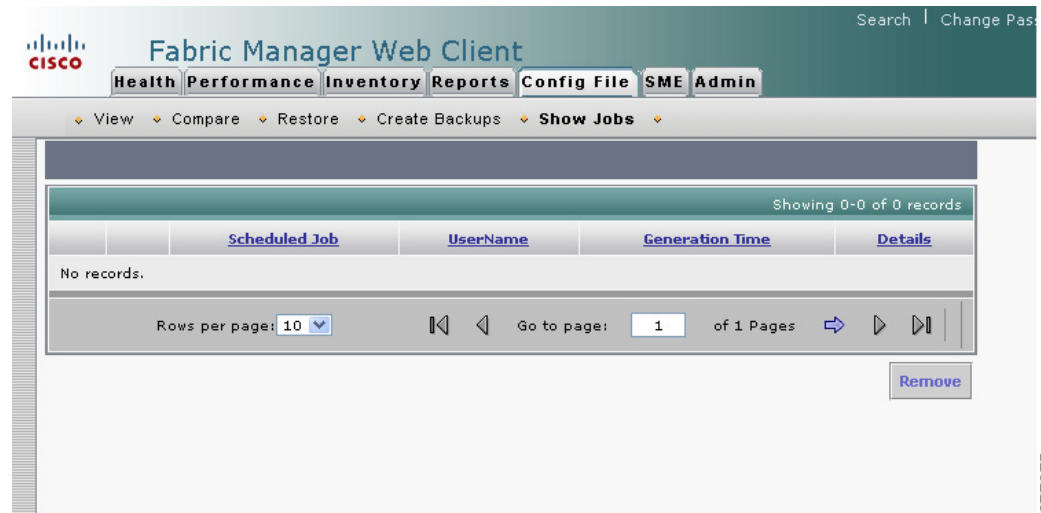 Search | Change Pas
CISCO
Fabric Manager Web Client
Health Performance Inventory Reports Config File SME Admin
View Compare Restore Create Backups Show Jobs
Showing 0-0 of 0 records
Scheduled Job UserName Generation Time Details
No records.
Rows per page: 10 Go to page: 1 of 1 Pages
Remove